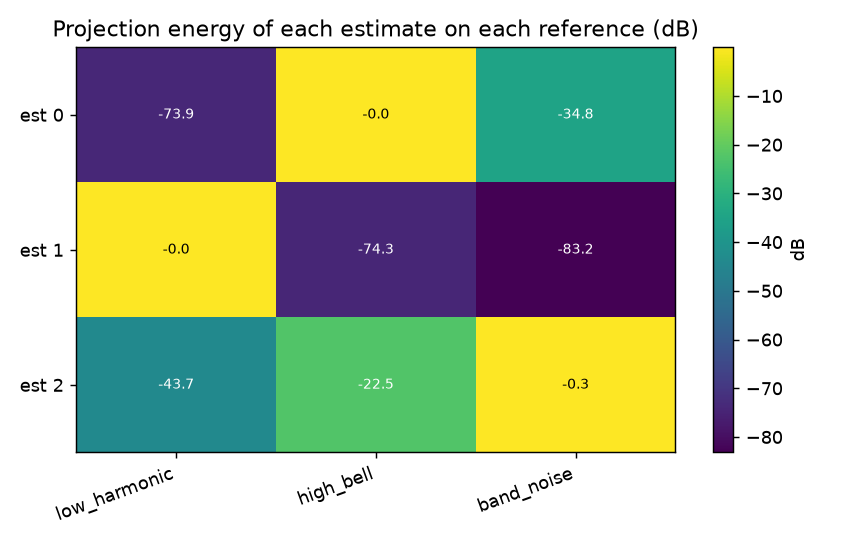 Projection energy of each estimate on each reference (dB)
est 0
-73.9
-0.0
-34.8
est 1
-0.0
-74.3
-83.2
est 2
-43.7
-22.5
-0.3
low_harmonic
high_bell
band_noise
−10
−20
−30
−40
−50
−60
−70
−80
dB